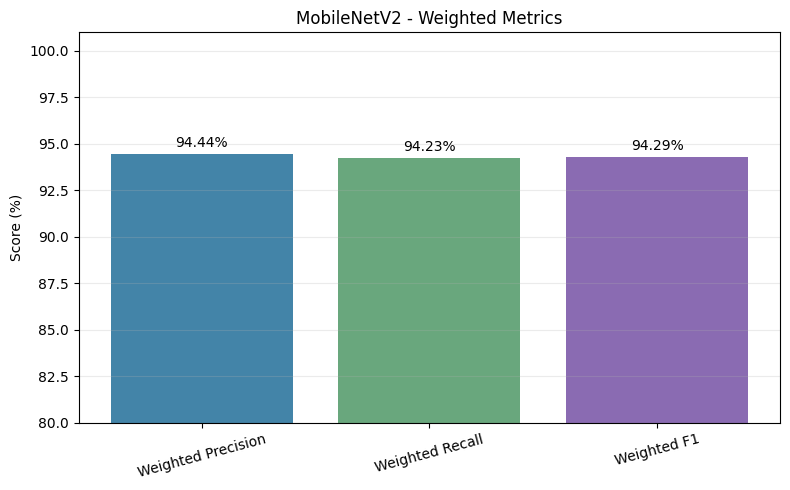 MobileNetV2 - Weighted Metrics
Score (%)
100.0
97.5
95.0
92.5
90.0
87.5
85.0
82.5
80.0
94.44%
94.23%
94.29%
Weighted Precision
Weighted Recall
Weighted F1